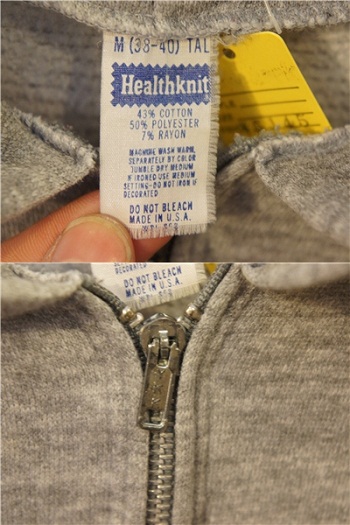 M (38-40) TAL
Healthknit
43% COTTON
50% POLYESTER
7% RAYON
MACHINE WASH WARM,
SEPARATELY BY COLOR
TUMBLE DRY MEDIUM
IF IRONED USE MEDIUM
SETTING-DO NOT IRON IF
DECORATED
DO NOT BLEACH
MADE IN U.S.A.
DECORATED
DO NOT BLEACH
MADE IN U.S.A.